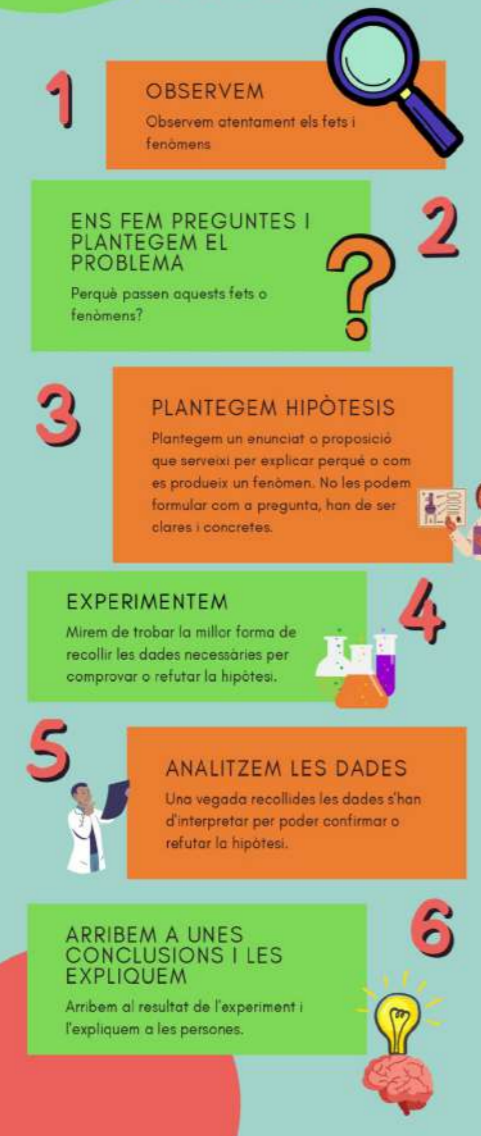 1
OBSERVEM
Observem atentament els fets i
fenòmens
2
ENS FEM PREGUNTES I
PLANTEGEM EL
PROBLEMA
Perquè passen aquests fets o
fenòmens?
3
PLANTEGEM HIPÒTESIS
Plantegem un enunciat o proposició
que serveixi per explicar perquè o com
es produeix un fenòmen. No les podem
formular com a pregunta, han de ser
clares i concretes.
4
EXPERIMENTEM
Mirem de trobar la millor forma de
recollir les dades necessàries per
comprovar o refutar la hipòtesi.
5
ANALITZEM LES DADES
Una vegada recollides les dades s'han
d'interpretar per poder confirmar o
refutar la hipòtesi.
6
ARRIBEM A UNES
CONCLUSIONS I LES
EXPLIQUEM
Arribem al resultat de l'experiment i
l'expliquem a les persones.